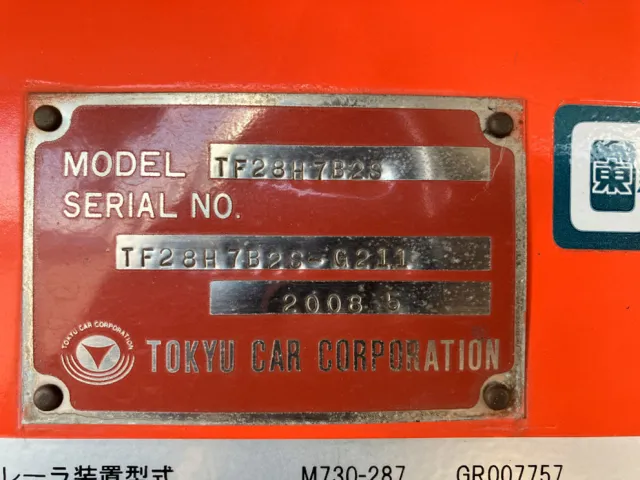 MODEL TF28H7B2S
SERIAL NO.
TF28H7B2S-G211
2008 5
TOKYU CAR CORPORATION
TOKYU CAR CORPORATION
東
レーラ装置型式 M730-287 GR007757